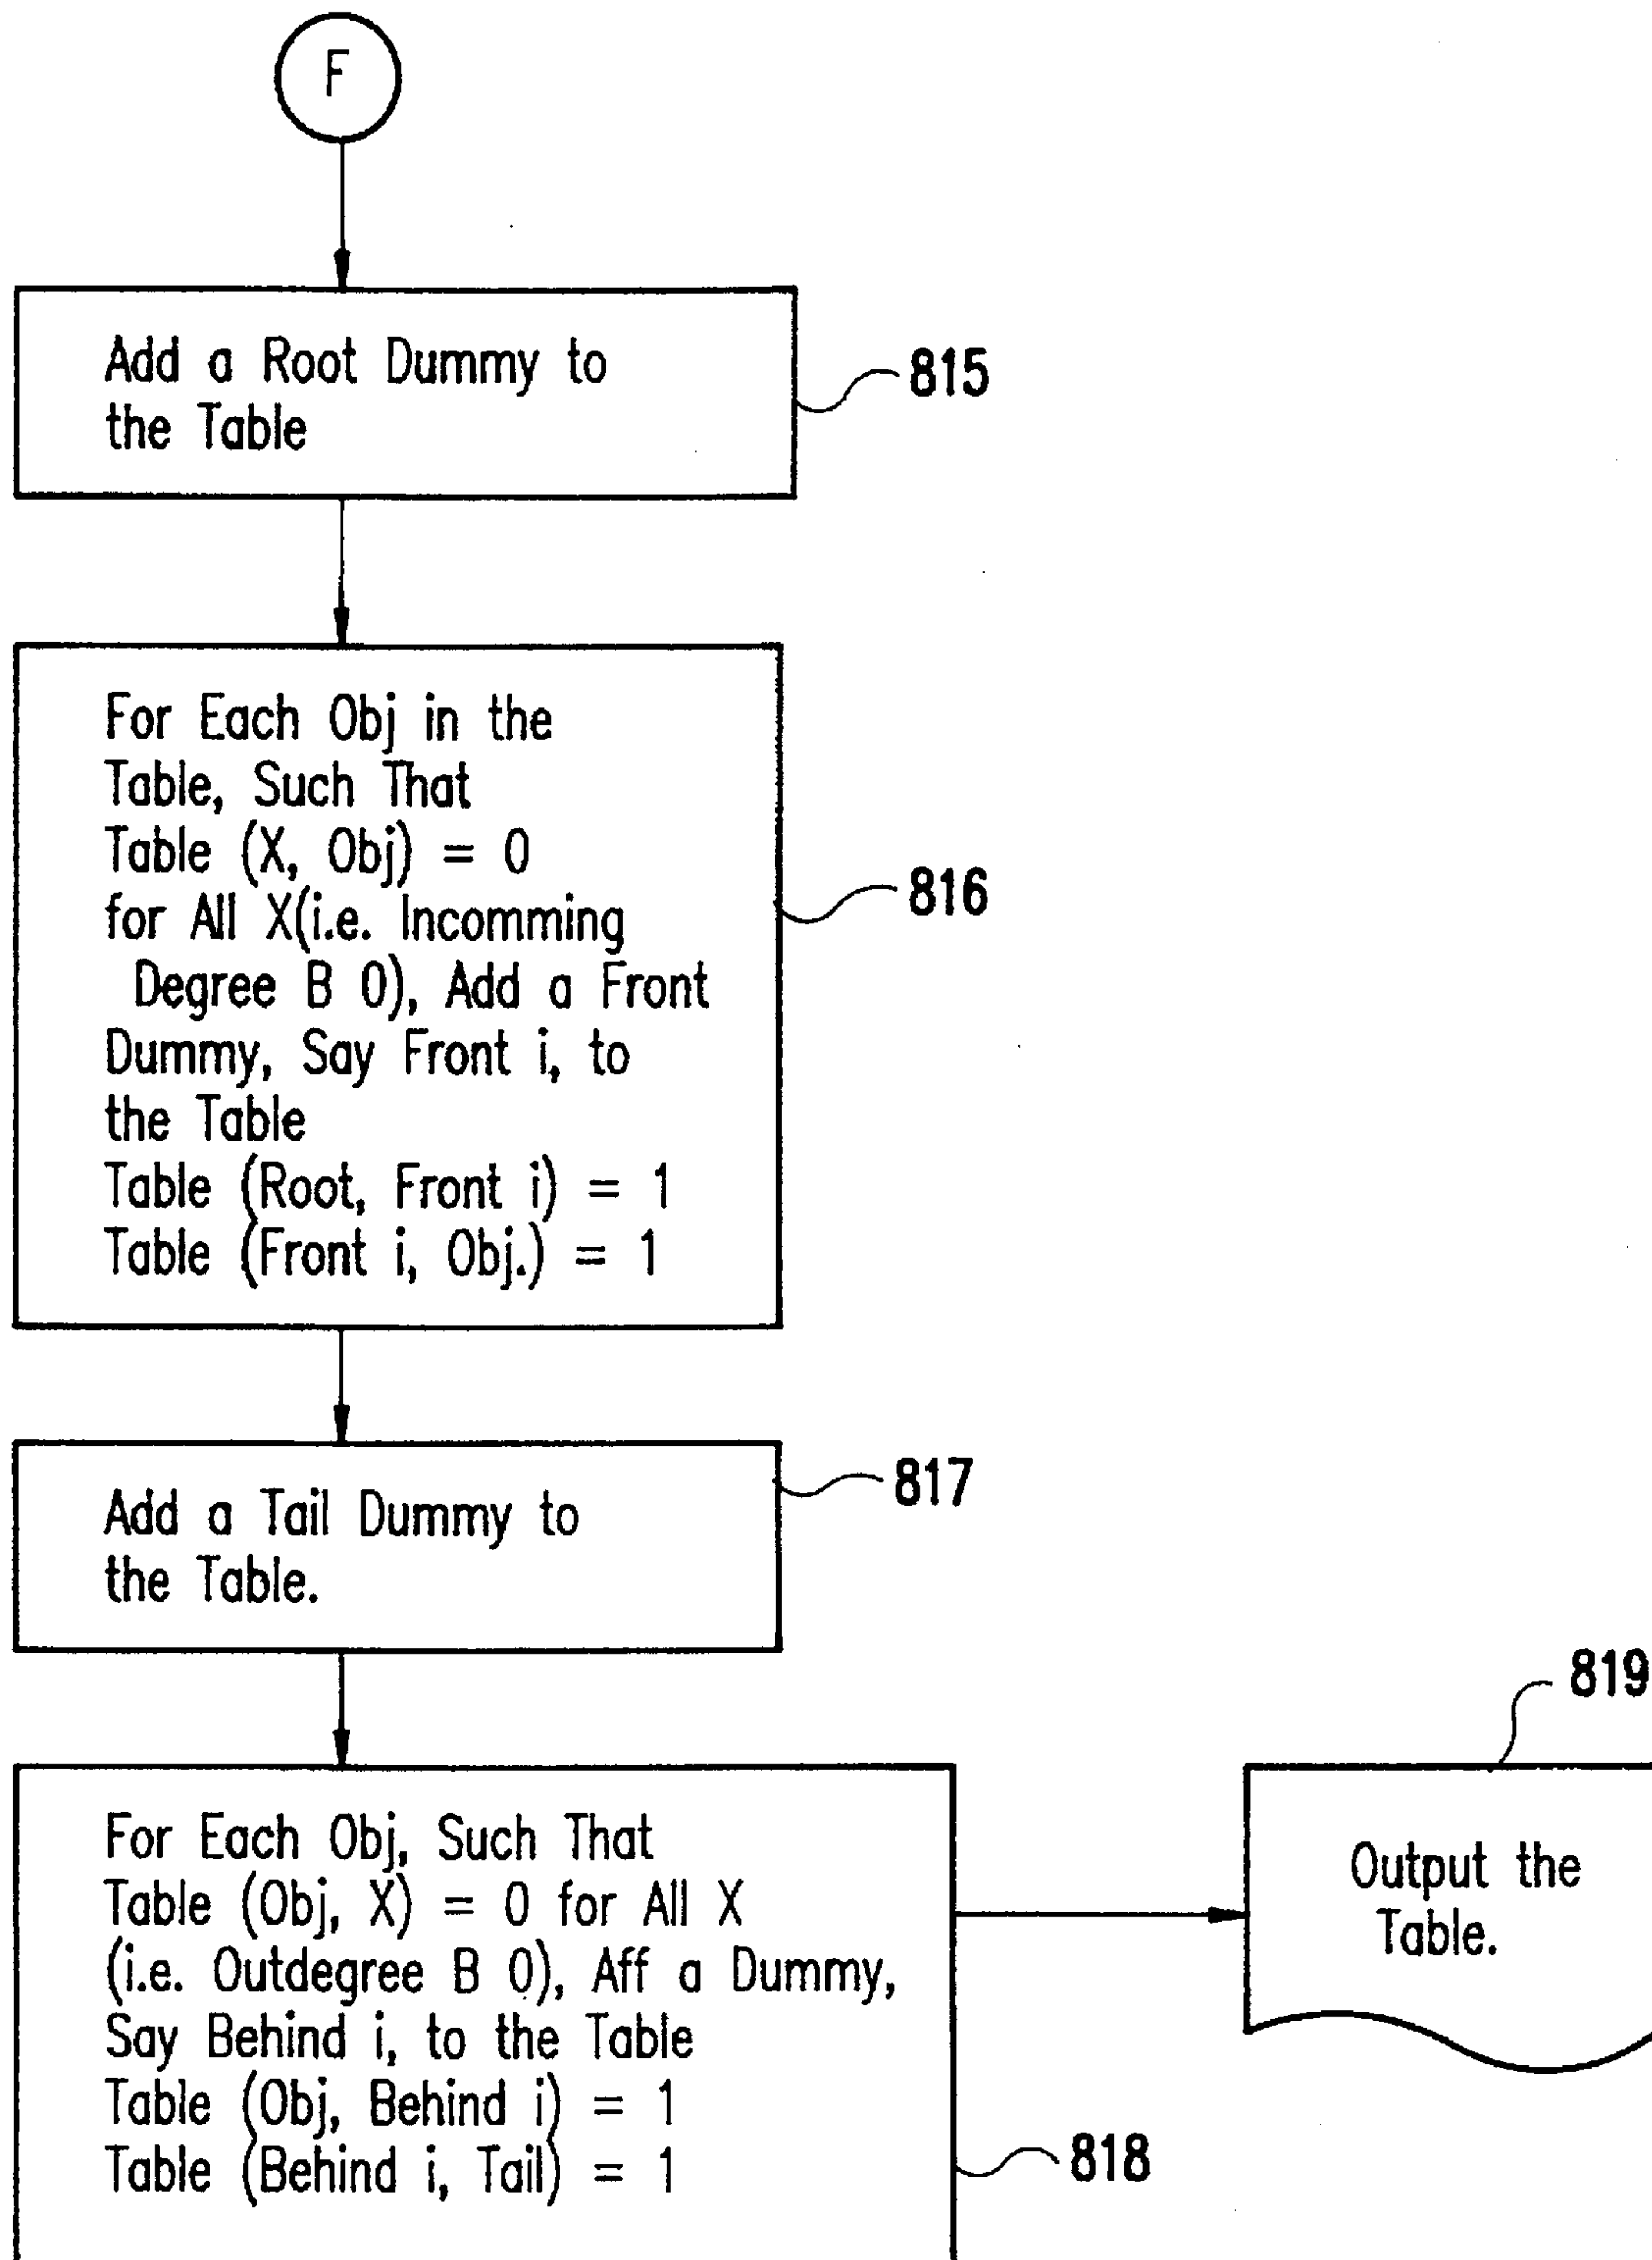 F
Add a Root Dummy to
the Table
815
For Each Obj in the
Table, Such That
Table (X, Obj) = 0
for All X(i.e. Incomming
Degree B 0), Add a Front
Dummy, Say Front i, to
the Table
Table (Root, Front i) = 1
Table (Front i, Obj.) = 1
816
Add a Tail Dummy to
the Table.
817
For Each Obj, Such That
Table (Obj, X) = 0 for All X
(i.e. Outdegree B 0), Aff a Dummy,
Say Behind i, to the Table
Table (Obj, Behind i) = 1
Table (Behind i, Tail) = 1
818
Output the
Table.
819